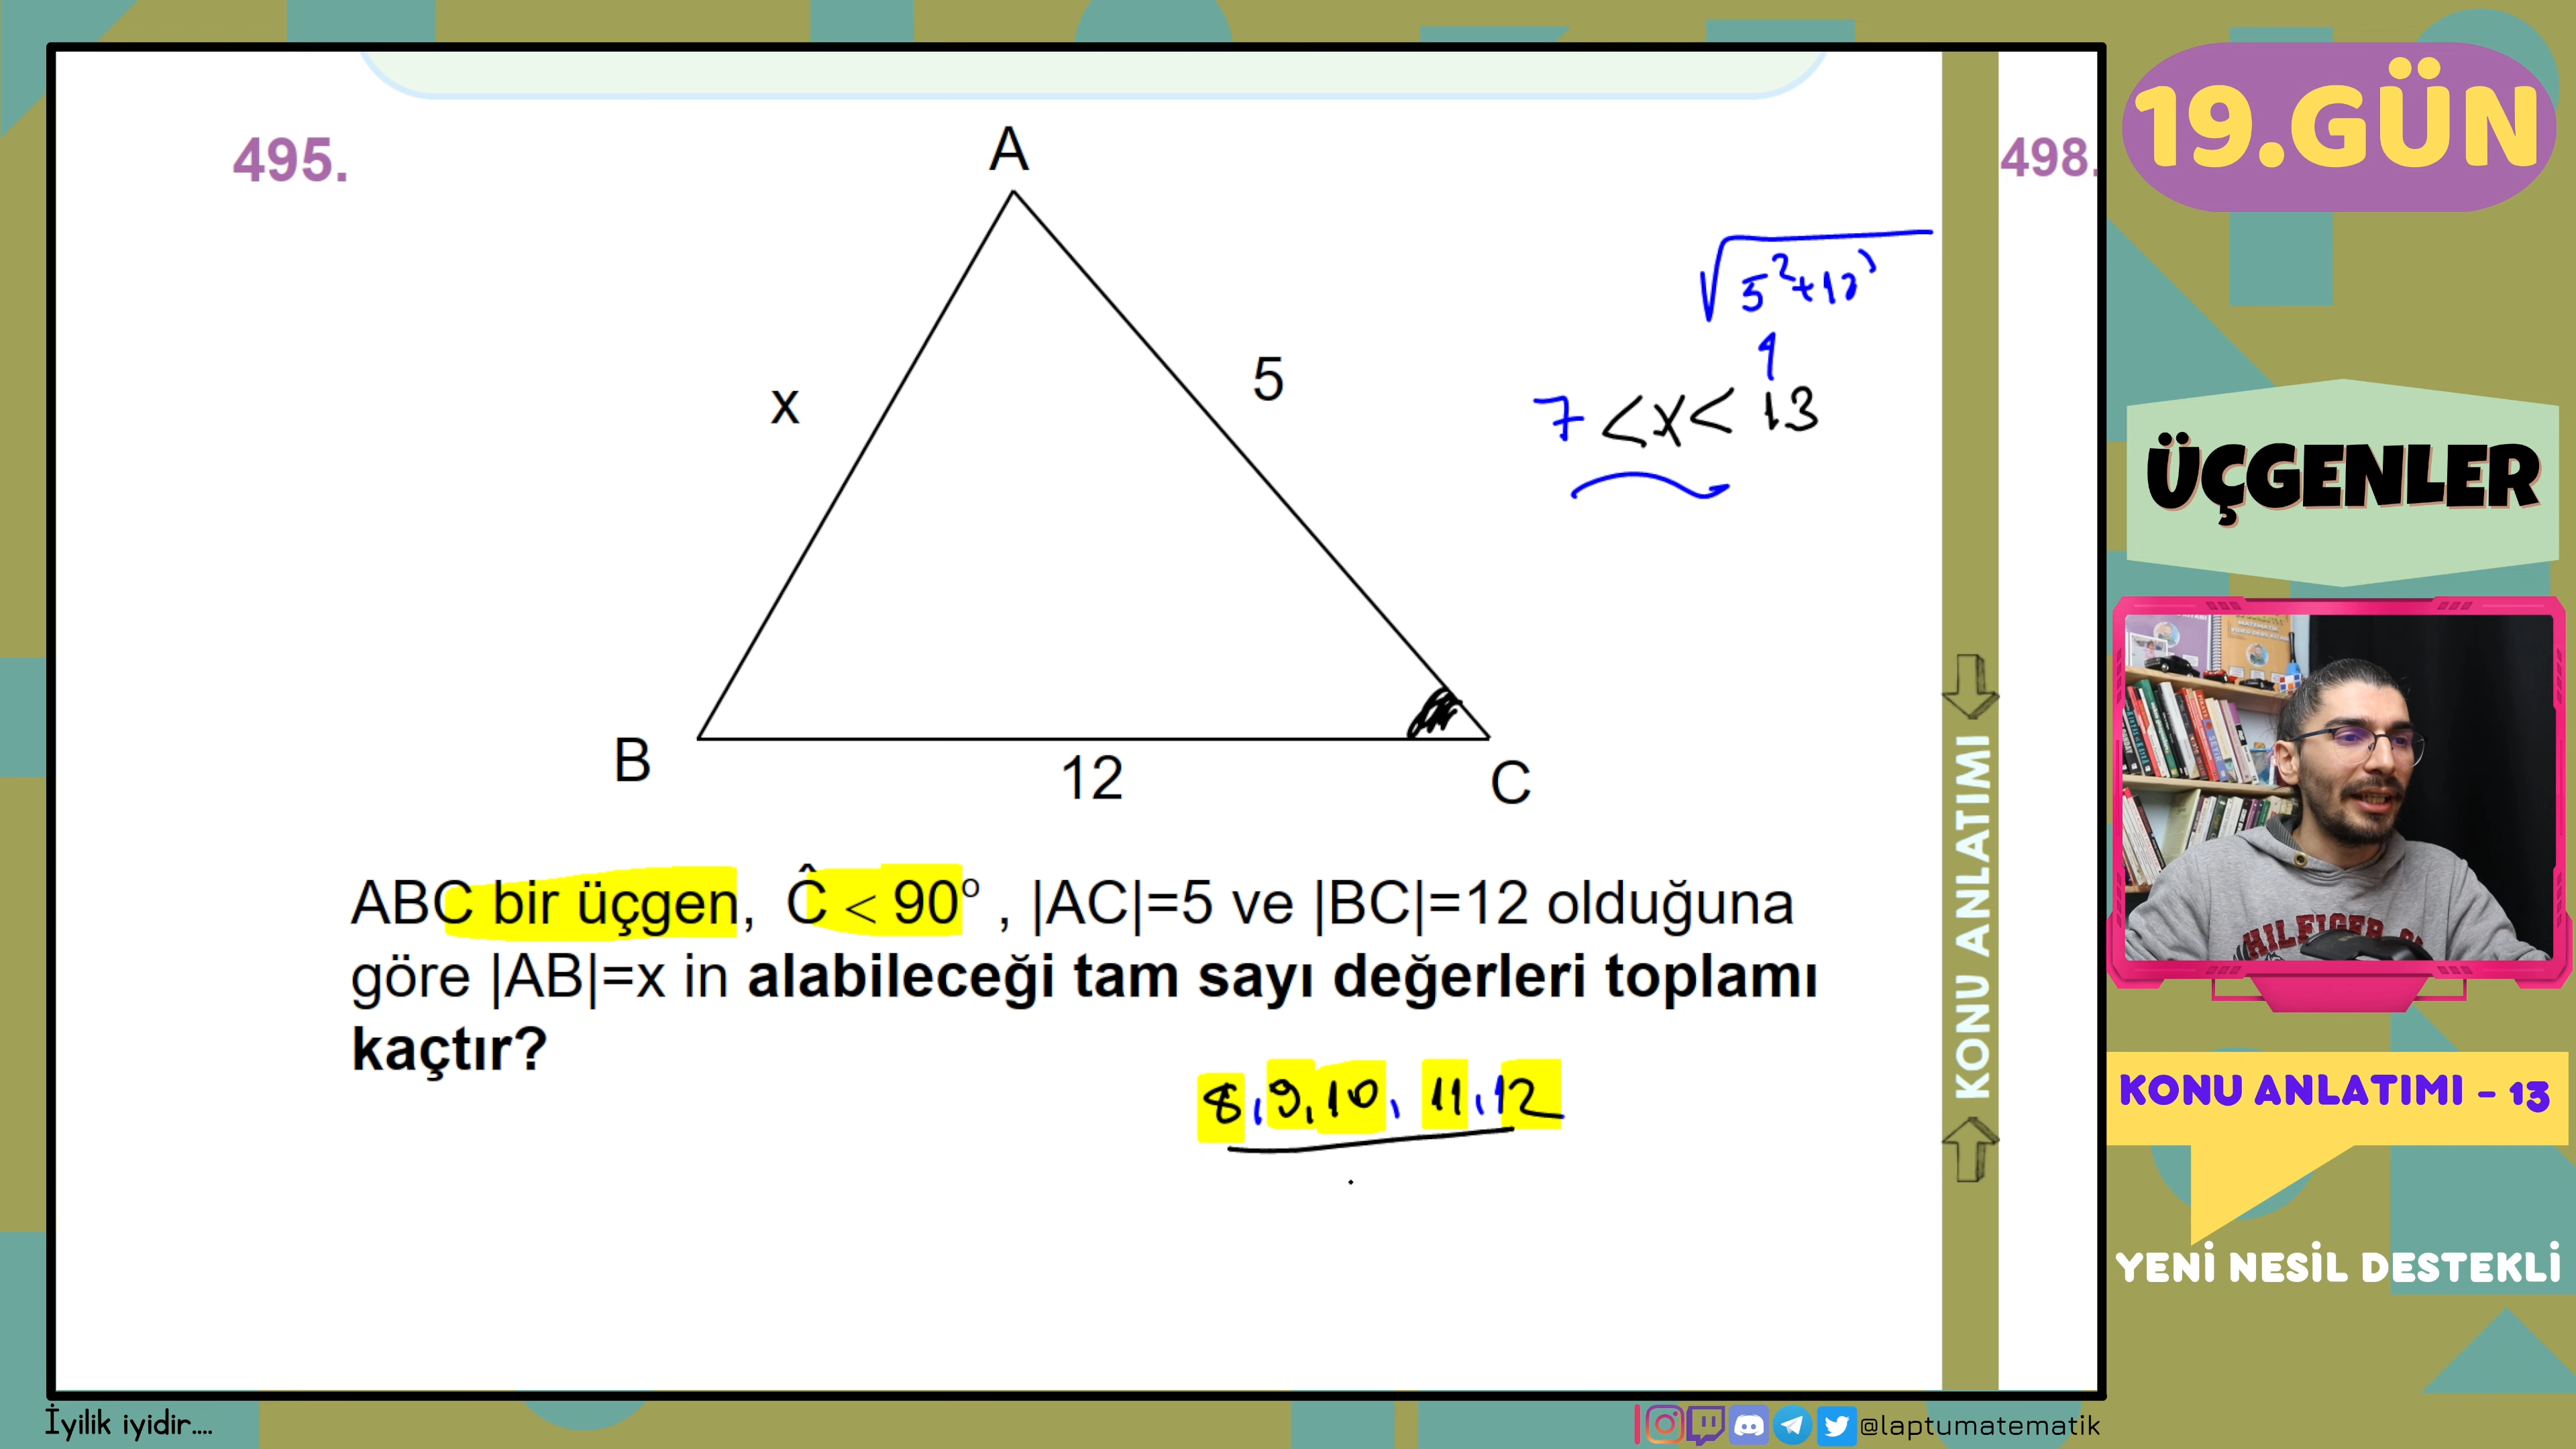 495.
A
x
5
B
12
C
√5²+12²
7 < x < 13
ABC bir üçgen, Ĉ < 90° , |AC|=5 ve |BC|=12 olduğuna
göre |AB|=x in alabileceği tam sayı değerleri toplamı
kaçtır?
8, 9, 10, 11, 12
KONU ANLATIMI
498.
19.GÜN
ÜÇGENLER
KONU ANLATIMI - 13
YENİ NESİL DESTEKLİ
İyilik iyidir....
@laptumatematik